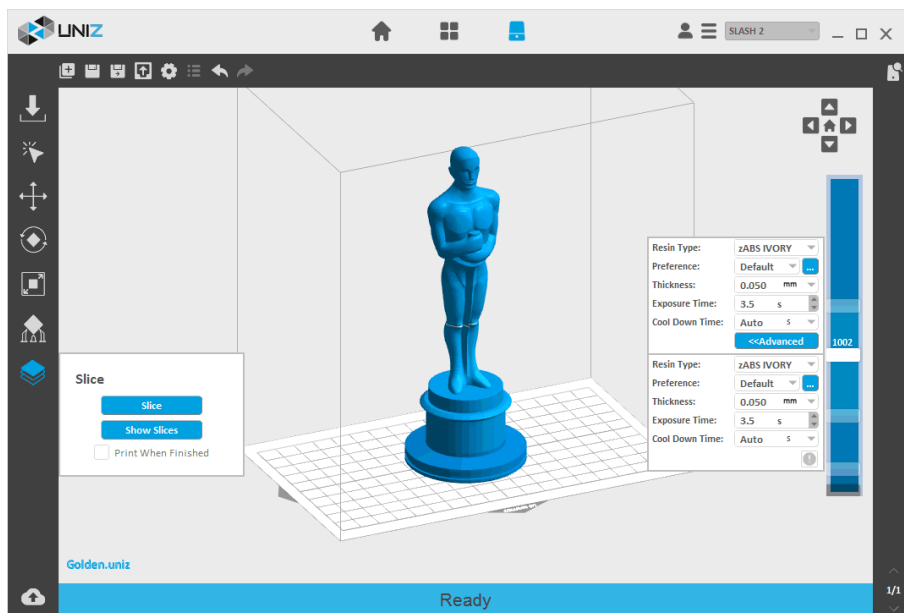 UNIZ
SLASH 2
Resin Type: zABS IVORY
Preference: Default ...
Thickness: 0.050 mm
Exposure Time: 3.5 s
Cool Down Time: Auto s
<<Advanced
1002
Resin Type: zABS IVORY
Preference: Default ...
Thickness: 0.050 mm
Exposure Time: 3.5 s
Cool Down Time: Auto s
Slice
Slice
Show Slices
Print When Finished
Golden.uniz
1/1
Ready